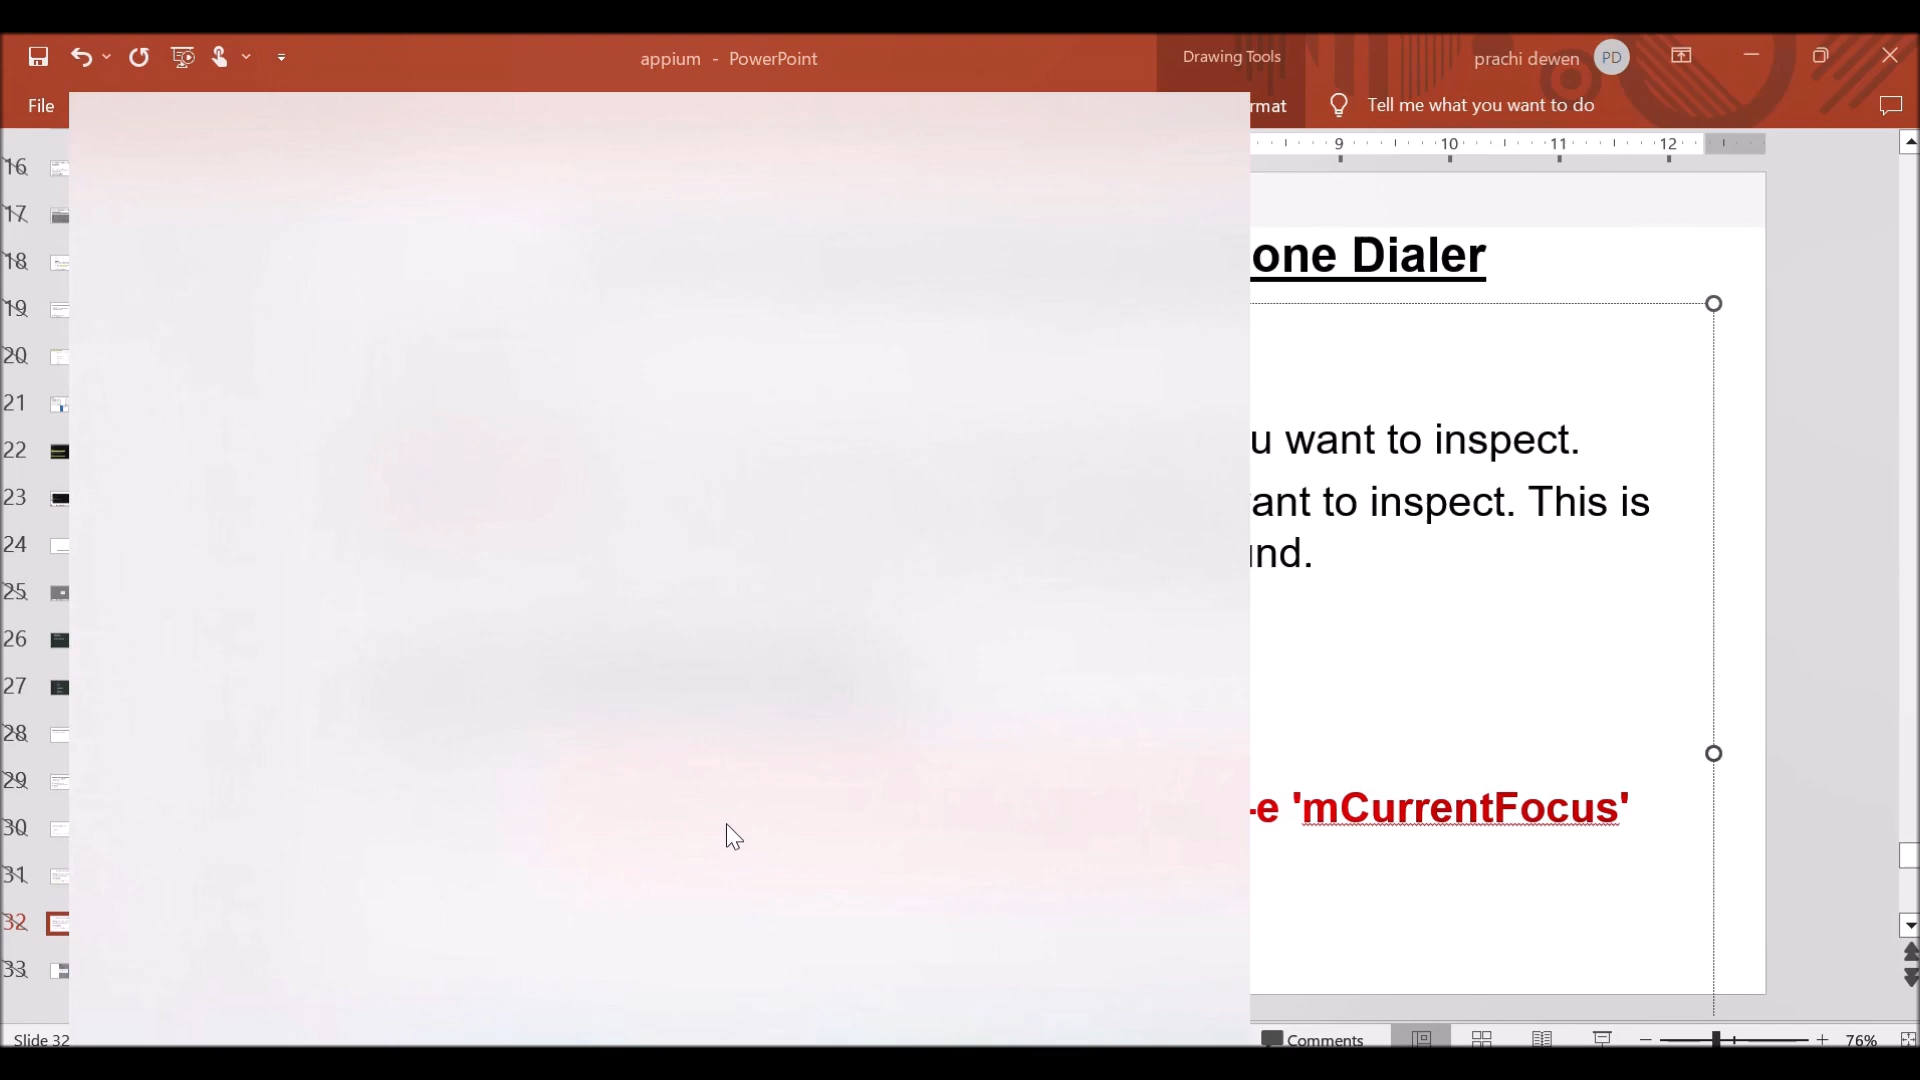 appium - PowerPoint
Drawing Tools
prachi dewen
PD
File
rmat
Tell me what you want to do
9 10 11 12
16
17
18
19
20
21
22
23
24
25
26
27
28
29
30
31
32
33
one Dialer
u want to inspect.
ant to inspect. This is
und.
-e 'mCurrentFocus'
Slide 32
Comments
76%